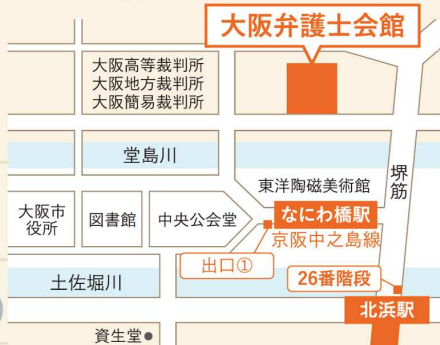 大阪弁護士会館
大阪高等裁判所
大阪地方裁判所
大阪簡易裁判所
堂島川
堺筋
東洋陶磁美術館
大阪市
役所
図書館
中央公会堂
なにわ橋駅
京阪中之島線
出口①
土佐堀川
26番階段
北浜駅
資生堂